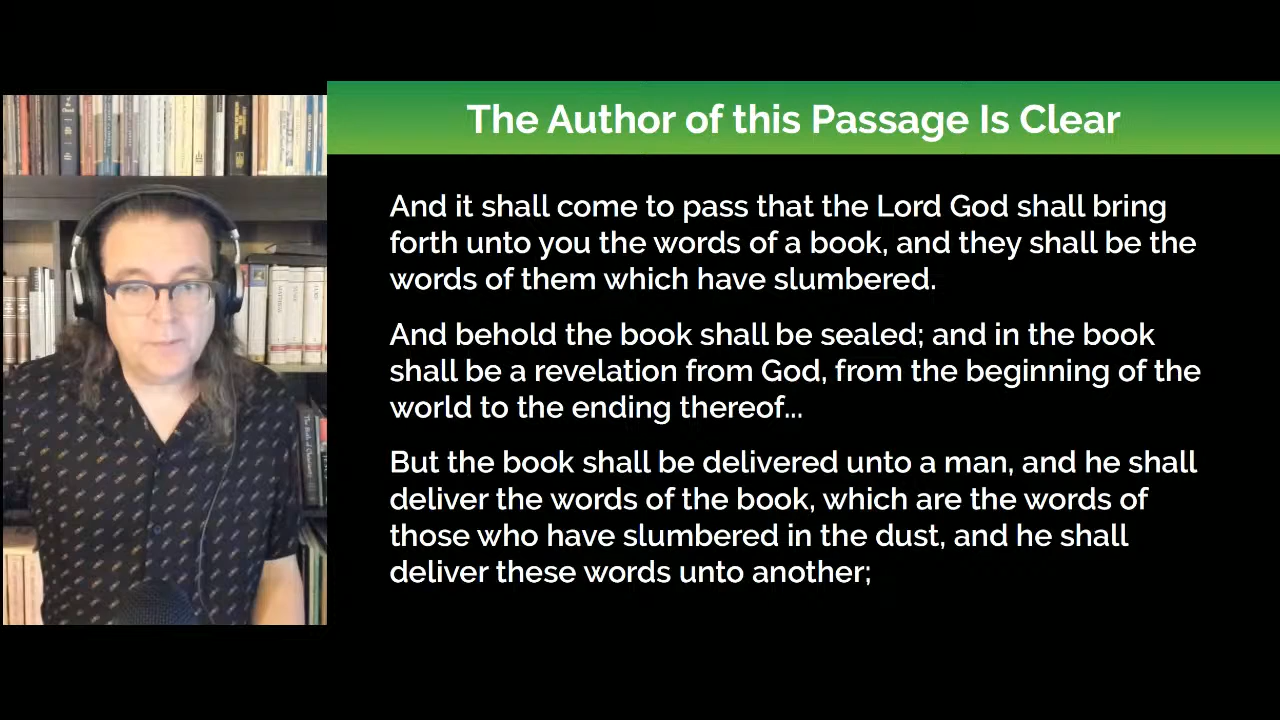 The Author of this Passage Is Clear
And it shall come to pass that the Lord God shall bring
forth unto you the words of a book, and they shall be the
words of them which have slumbered.
And behold the book shall be sealed; and in the book
shall be a revelation from God, from the beginning of the
world to the ending thereof...
But the book shall be delivered unto a man, and he shall
deliver the words of the book, which are the words of
those who have slumbered in the dust, and he shall
deliver these words unto another;